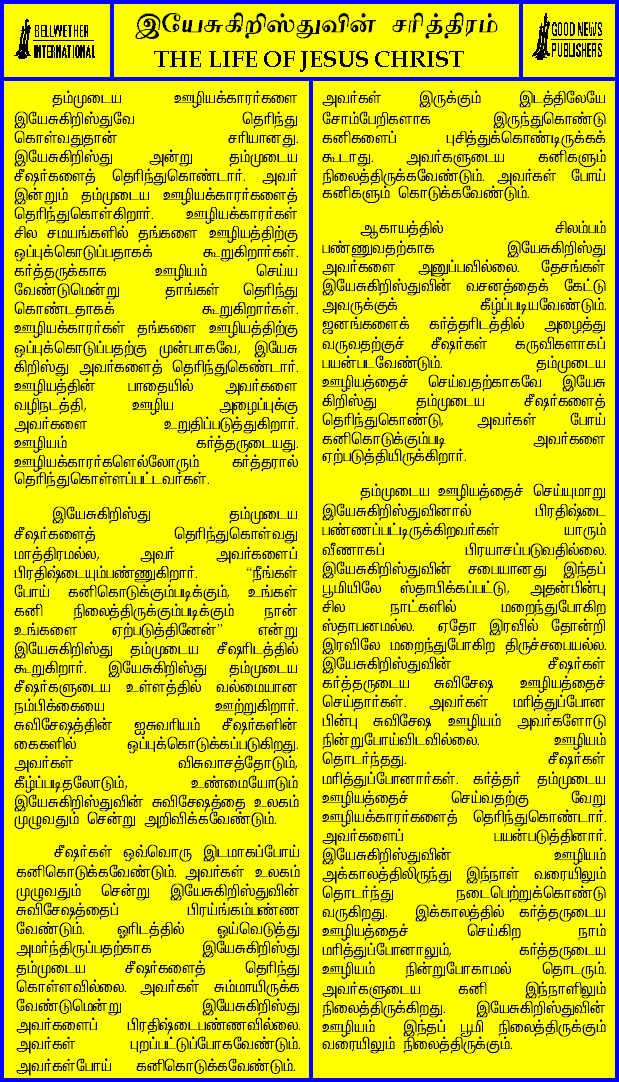 BELLWETHER
INTERNATIONAL
இயேசுகிறிஸ்துவின் சரித்திரம்
THE LIFE OF JESUS CHRIST
GOOD NEWS
PUBLISHERS
தம்முடைய ஊழியக்காரர்களை
இயேசுகிறிஸ்துவே தெரிந்து
கொள்வதுதான் சரியானது.
இயேசுகிறிஸ்து அன்று தம்முடைய
சீஷர்களைத் தெரிந்துகொண்டார். அவர்
இன்றும் தம்முடைய ஊழியக்காரர்களைத்
தெரிந்துகொள்கிறார். ஊழியக்காரர்கள்
சில சமயங்களில் தங்களை ஊழியத்திற்கு
ஒப்புக்கொடுப்பதாகக் கூறுகிறார்கள்.
கர்த்தருக்காக ஊழியம் செய்ய
வேண்டுமென்று தாங்கள் தெரிந்து
கொண்டதாகக் கூறுகிறார்கள்.
ஊழியக்காரர்கள் தங்களை ஊழியத்திற்கு
ஒப்புக்கொடுப்பதற்கு முன்பாகவே, இயேசு
கிறிஸ்து அவர்களைத் தெரிந்துகெண்டார்.
ஊழியத்தின் பாதையில் அவர்களை
வழிநடத்தி, ஊழிய அழைப்புக்கு
அவர்களை உறுதிப்படுத்துகிறார்.
ஊழியம் கர்த்தருடையது.
ஊழியக்காரர்களெல்லோரும் கர்த்தரால்
தெரிந்துகொள்ளப்பட்டவர்கள்.
இயேசுகிறிஸ்து தம்முடைய
சீஷர்களைத் தெரிந்துகொள்வது
மாத்திரமல்ல, அவர் அவர்களைப்
பிரதிஷ்டையும்பண்ணுகிறார். “நீங்கள்
போய் கனிகொடுக்கும்படிக்கும், உங்கள்
கனி நிலைத்திருக்கும்படிக்கும் நான்
உங்களை ஏற்படுத்தினேன்” என்று
இயேசுகிறிஸ்து தம்முடைய சீஷரிடத்தில்
கூறுகிறார். இயேசுகிறிஸ்து தம்முடைய
சீஷர்களுடைய உள்ளத்தில் வல்மையான
நம்பிக்கையை ஊற்றுகிறார்.
சுவிசேஷத்தின் ஐசுவரியம் சீஷர்களின்
கைகளில் ஒப்புக்கொடுக்கப்படுகிறது.
அவர்கள் விசுவாசத்தோடும்,
கீழ்ப்படிதலோடும், உண்மையோடும்
இயேசுகிறிஸ்துவின் சுவிசேஷத்தை உலகம்
முழுவதும் சென்று அறிவிக்கவேண்டும்.
சீஷர்கள் ஒவ்வொரு இடமாகப்போய்
கனிகொடுக்கவேண்டும். அவர்கள் உலகம்
முழுவதும் சென்று இயேசுகிறிஸ்துவின்
சுவிசேஷத்தைப் பிரய்ங்கம்பண்ண
வேண்டும். ஓரிடத்தில் ஓய்வெடுத்து
அமர்ந்திருப்பதற்காக இயேசுகிறிஸ்து
தம்முடைய சீஷர்களைத் தெரிந்து
கொள்ளவில்லை. அவர்கள் சும்மாயிருக்க
வேண்டுமென்று இயேசுகிறிஸ்து
அவர்களைப் பிரதிஷ்டைபண்ணவில்லை.
அவர்கள் புறப்பட்டுப்போகவேண்டும்.
அவர்கள்போய் கனிகொடுக்கவேண்டும்.
அவர்கள் இருக்கும் இடத்திலேயே
சோம்பேறிகளாக இருந்துகொண்டு
கனிகளைப் புசித்துக்கொண்டிருக்கக்
கூடாது. அவர்களுடைய கனிகளும்
நிலைத்திருக்கவேண்டும். அவர்கள் போய்
கனிகளும் கொடுக்கவேண்டும்.
ஆகாயத்தில் சிலம்பம்
பண்ணுவதற்காக இயேசுகிறிஸ்து
அவர்களை அனுப்பவில்லை. தேசங்கள்
இயேசுகிறிஸ்துவின் வசனத்தைக் கேட்டு
அவருக்குக் கீழ்ப்படியவேண்டும்.
ஜனங்களைக் கர்த்தரிடத்தில் அழைத்து
வருவதற்குச் சீஷர்கள் கருவிகளாகப்
பயன்படவேண்டும். தம்முடைய
ஊழியத்தைச் செய்வதற்காகவே இயேசு
கிறிஸ்து தம்முடைய சீஷர்களைத்
தெரிந்துகொண்டு, அவர்கள் போய்
கனிகொடுக்கும்படி அவர்களை
ஏற்படுத்தியிருக்கிறார்.
தம்முடைய ஊழியத்தைச் செய்யுமாறு
இயேசுகிறிஸ்துவினால் பிரதிஷ்டை
பண்ணப்பட்டிருக்கிறவர்கள் யாரும்
வீணாகப் பிரயாசப்படுவதில்லை.
இயேசுகிறிஸ்துவின் சபையானது இந்தப்
பூமியிலே ஸ்தாபிக்கப்பட்டு, அதன்பின்பு
சில நாட்களில் மறைந்துபோகிற
ஸ்தாபனமல்ல. ஏதோ இரவில் தோன்றி
இரவிலே மறைந்துபோகிற திருச்சபையல்ல.
இயேசுகிறிஸ்துவின் சீஷர்கள்
கர்த்தருடைய சுவிசேஷ ஊழியத்தைச்
செய்தார்கள். அவர்கள் மரித்துப்போன
பின்பு சுவிசேஷ ஊழியம் அவர்களோடு
நின்றுபோய்விடவில்லை. ஊழியம்
தொடர்ந்தது. சீஷர்கள்
மரித்துப்போனார்கள். கர்த்தர் தம்முடைய
ஊழியத்தைச் செய்வதற்கு வேறு
ஊழியக்காரர்களைத் தெரிந்துகொண்டார்.
அவர்களைப் பயன்படுத்தினார்.
இயேசுகிறிஸ்துவின் ஊழியம்
அக்காலத்திலிருந்து இந்நாள் வரையிலும்
தொடர்ந்து நடைபெற்றுக்கொண்டு
வருகிறது. இக்காலத்தில் கர்த்தருடைய
ஊழியத்தைச் செய்கிற நாம்
மரித்துப்போனாலும், கர்த்தருடைய
ஊழியம் நின்றுபோகாமல் தொடரும்.
அவர்களுடைய கனி இந்நாளிலும்
நிலைத்திருக்கிறது. இயேசுகிறிஸ்துவின்
ஊழியம் இந்தப் பூமி நிலைத்திருக்கும்
வரையிலும் நிலைத்திருக்கும்.